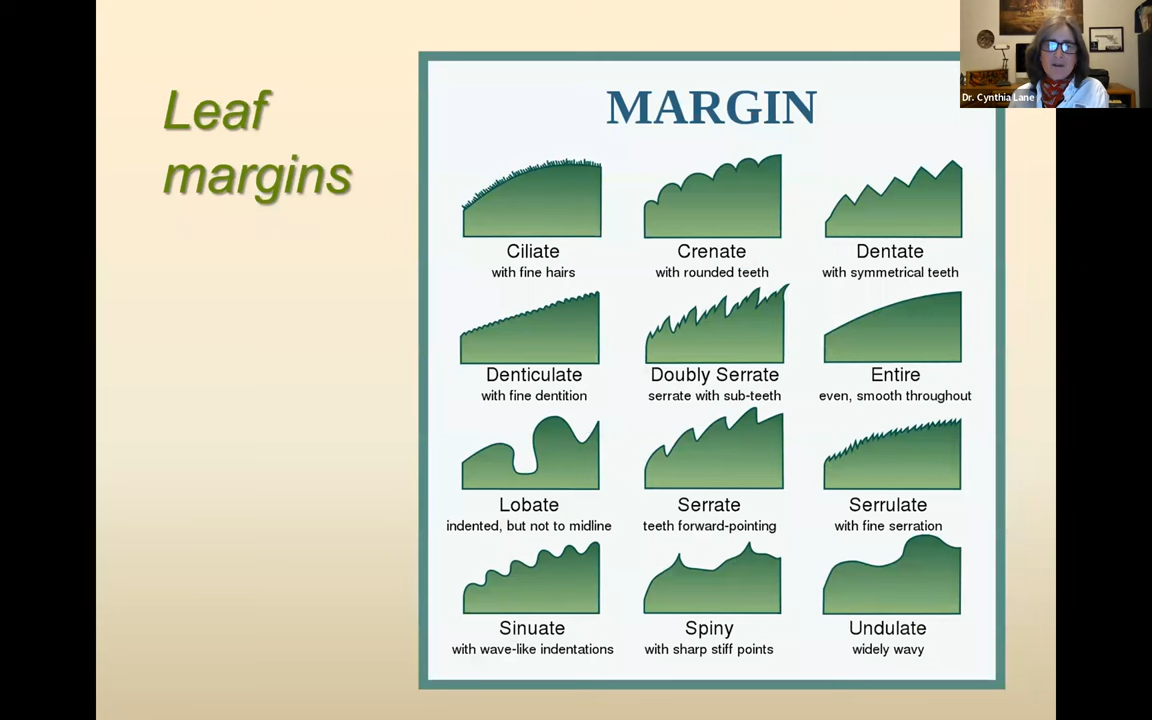 Leaf
margins
MARGIN
Dr. Cynthia Lane
Ciliate
with fine hairs
Crenate
with rounded teeth
Dentate
with symmetrical teeth
Denticulate
with fine dentition
Doubly Serrate
serrate with sub-teeth
Entire
even, smooth throughout
Lobate
indented, but not to midline
Serrate
teeth forward-pointing
Serrulate
with fine serration
Sinuate
with wave-like indentations
Spiny
with sharp stiff points
Undulate
widely wavy